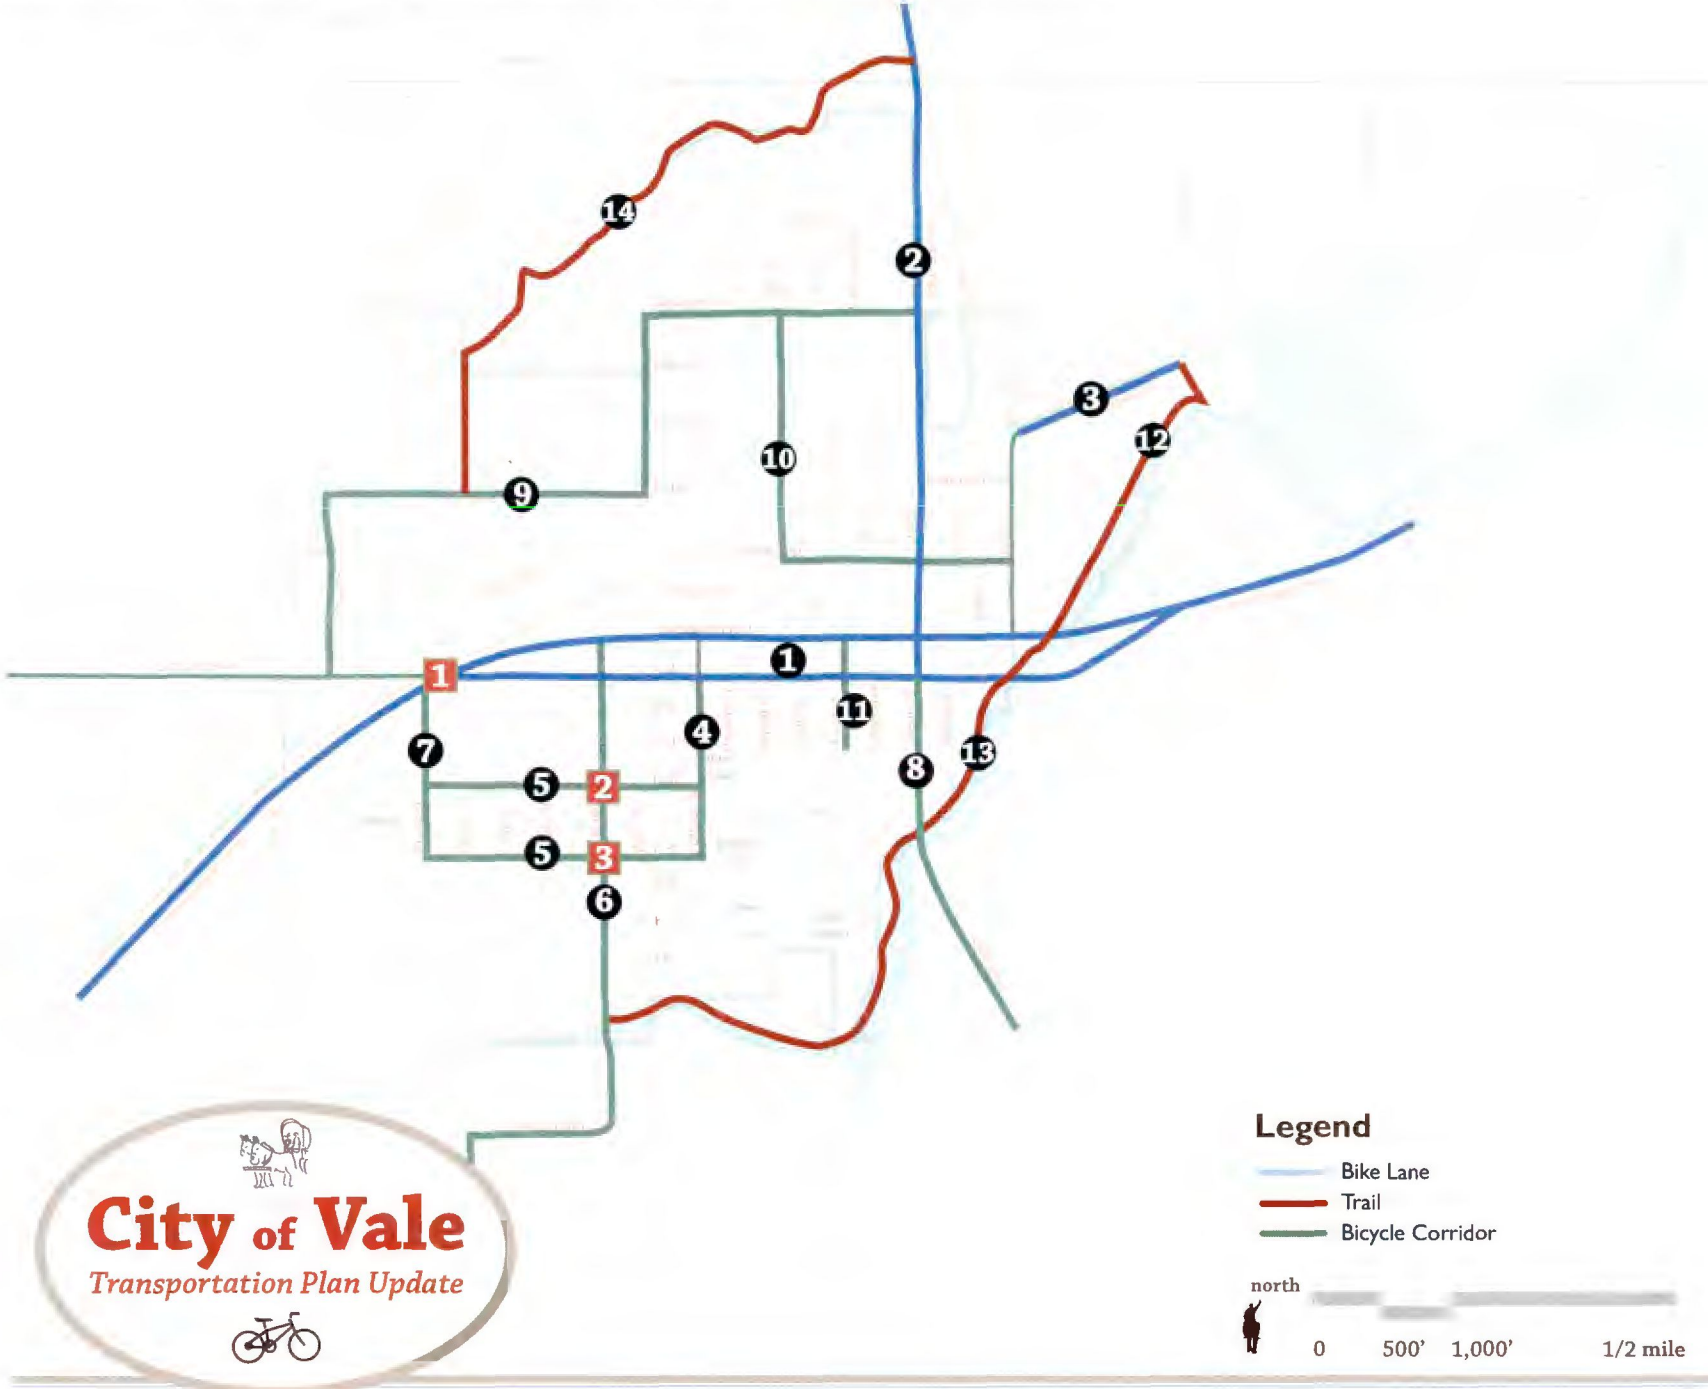 14
2
3
12
10
9
1
1
11
4
7
13
8
5
2
5
3
6
Legend
Bike Lane
Trail
Bicycle Corridor
City of Vale
Transportation Plan Update
north
0 500' 1,000' 1/2 mile